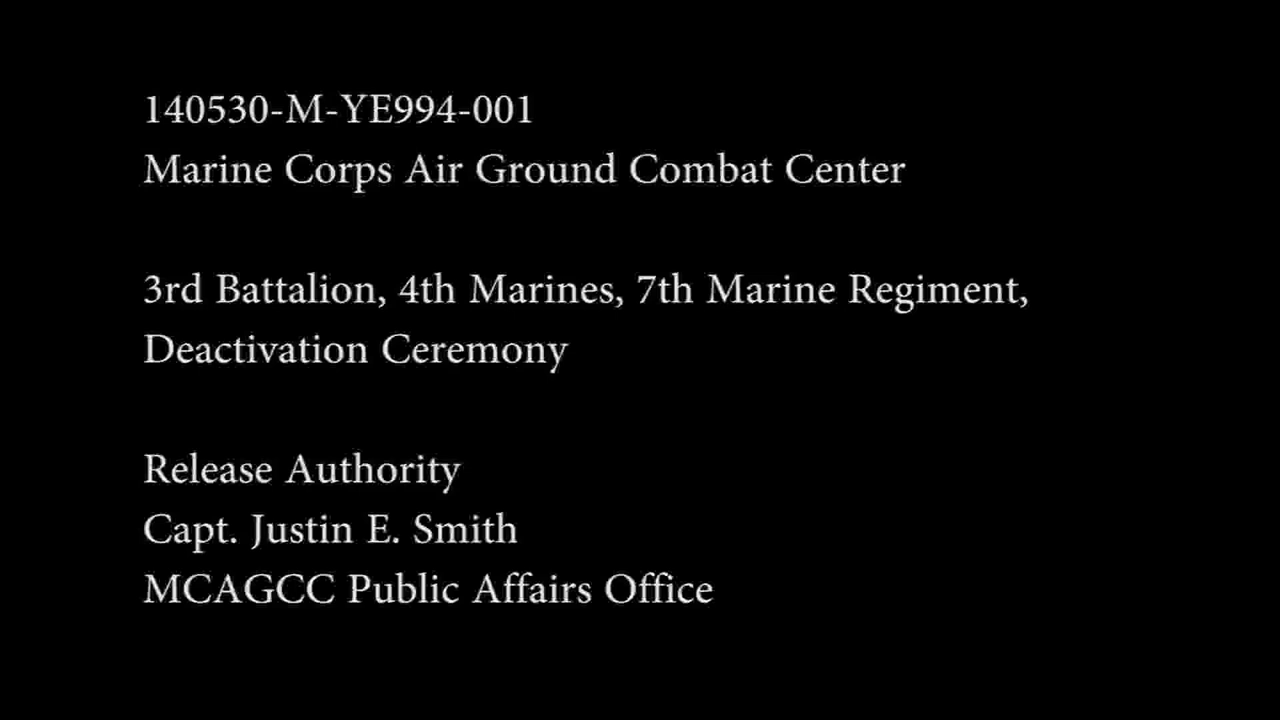 140530-M-YE994-001
Marine Corps Air Ground Combat Center
3rd Battalion, 4th Marines, 7th Marine Regiment,
Deactivation Ceremony
Release Authority
Capt. Justin E. Smith
MCAGCC Public Affairs Office